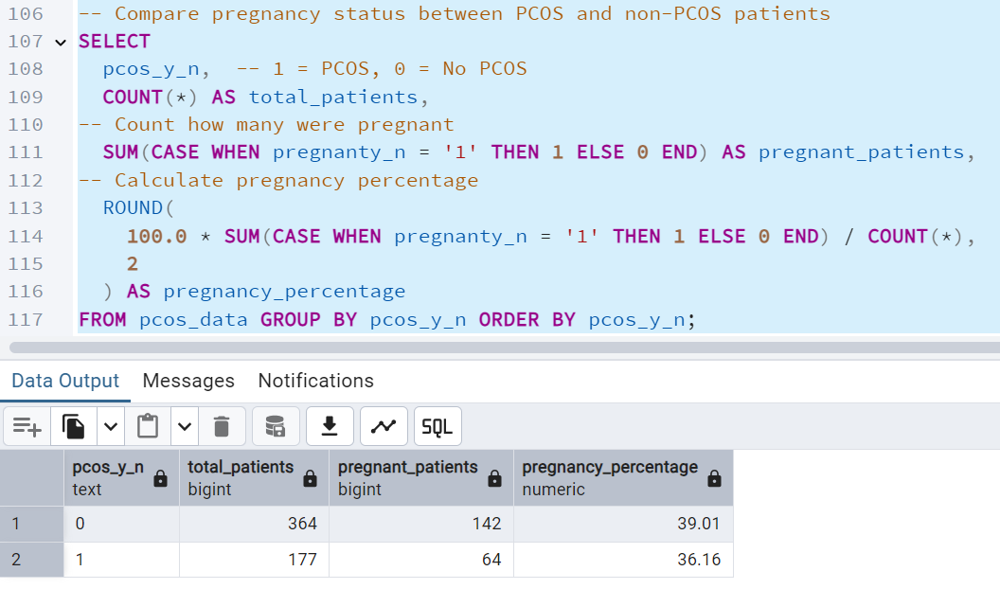 106 -- Compare pregnancy status between PCOS and non-PCOS patients
107 SELECT
108 pcos_y_n, -- 1 = PCOS, 0 = No PCOS
109 COUNT(*) AS total_patients,
110 -- Count how many were pregnant
111 SUM(CASE WHEN pregnanty_n = '1' THEN 1 ELSE 0 END) AS pregnant_patients,
112 -- Calculate pregnancy percentage
113 ROUND(
114 100.0 * SUM(CASE WHEN pregnanty_n = '1' THEN 1 ELSE 0 END) / COUNT(*),
115 2
116 ) AS pregnancy_percentage
117 FROM pcos_data GROUP BY pcos_y_n ORDER BY pcos_y_n;
Data Output Messages Notifications
SQL
pcos_y_n total_patients pregnant_patients pregnancy_percentage
text bigint bigint numeric
1 0 364 142 39.01
2 1 177 64 36.16